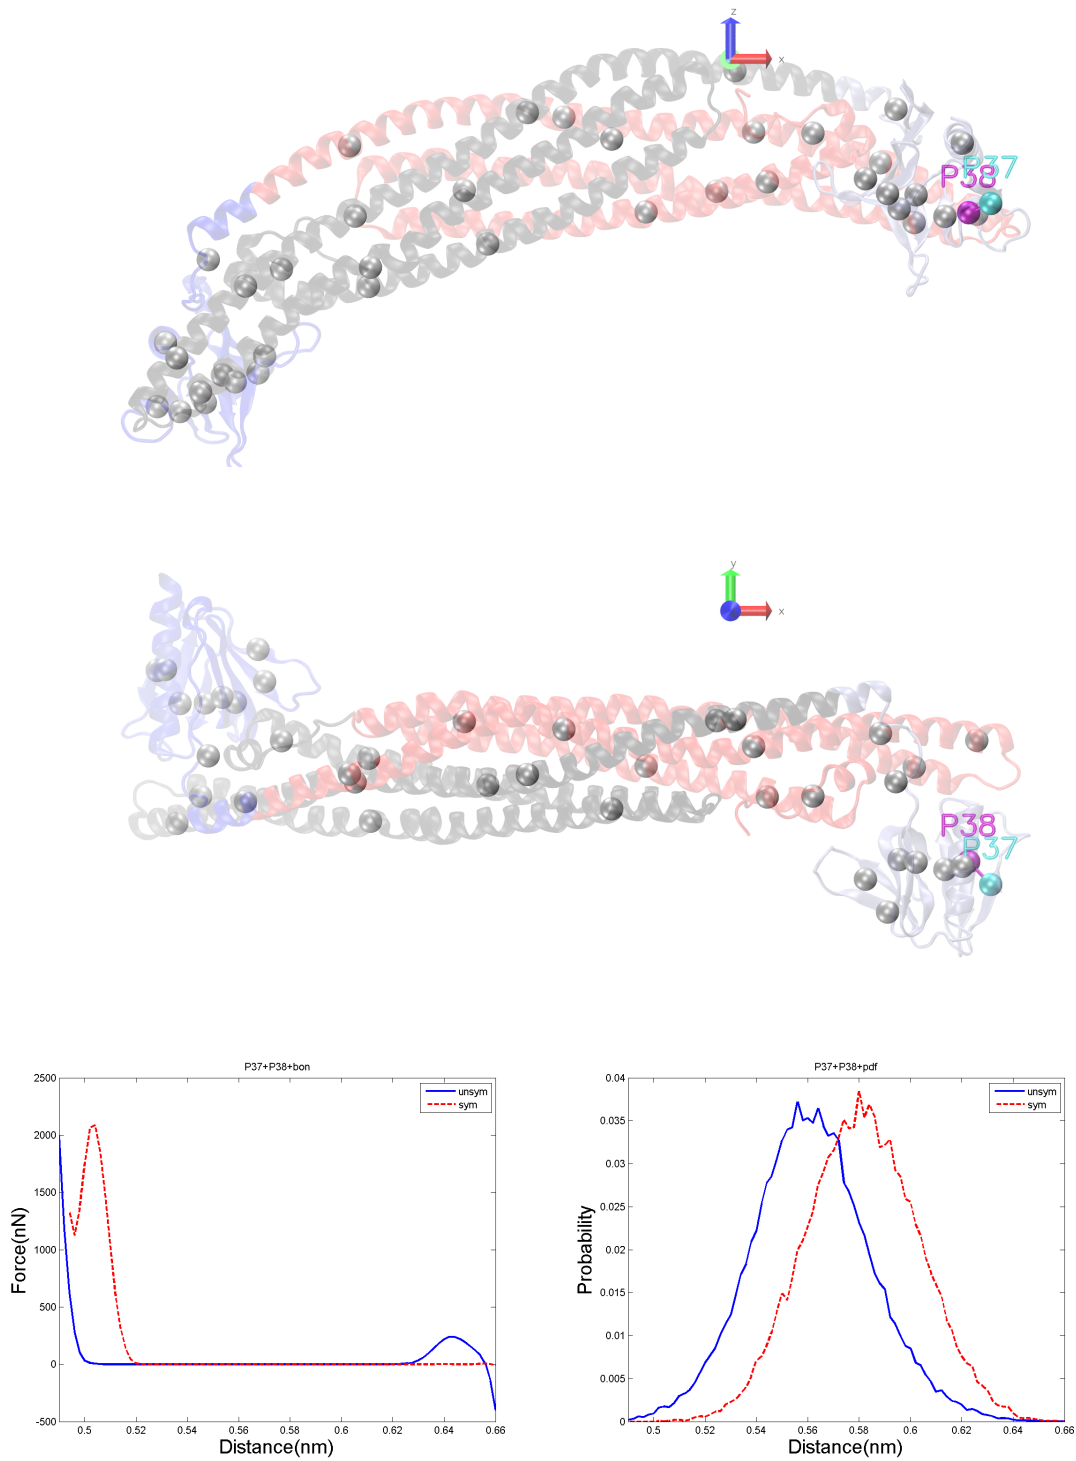 z
x
P37
P38
y
x
P38
P37
P37+P38+bon
2500
2000
1500
1000
500
0
-500
0.5 0.52 0.54 0.56 0.58 0.6 0.62 0.64 0.66
Force(nN)
Distance(nm)
unsym
sym
P37+P38+pdf
0.04
0.035
0.03
0.025
0.02
0.015
0.01
0.005
0
0.5 0.52 0.54 0.56 0.58 0.6 0.62 0.64 0.66
Probability
Distance(nm)
unsym
sym